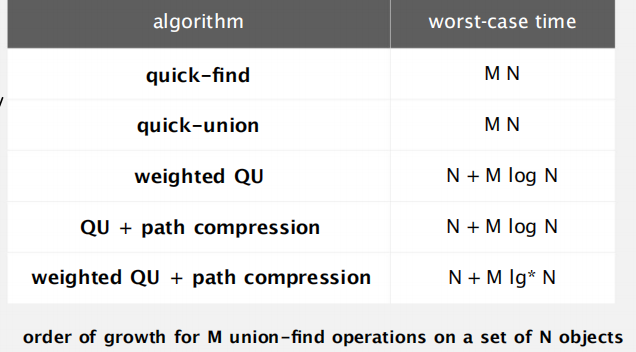 algorithm worst-case time
quick-find M N
quick-union M N
weighted QU N + M log N
QU + path compression N + M log N
weighted QU + path compression N + M lg* N
order of growth for M union-find operations on a set of N objects